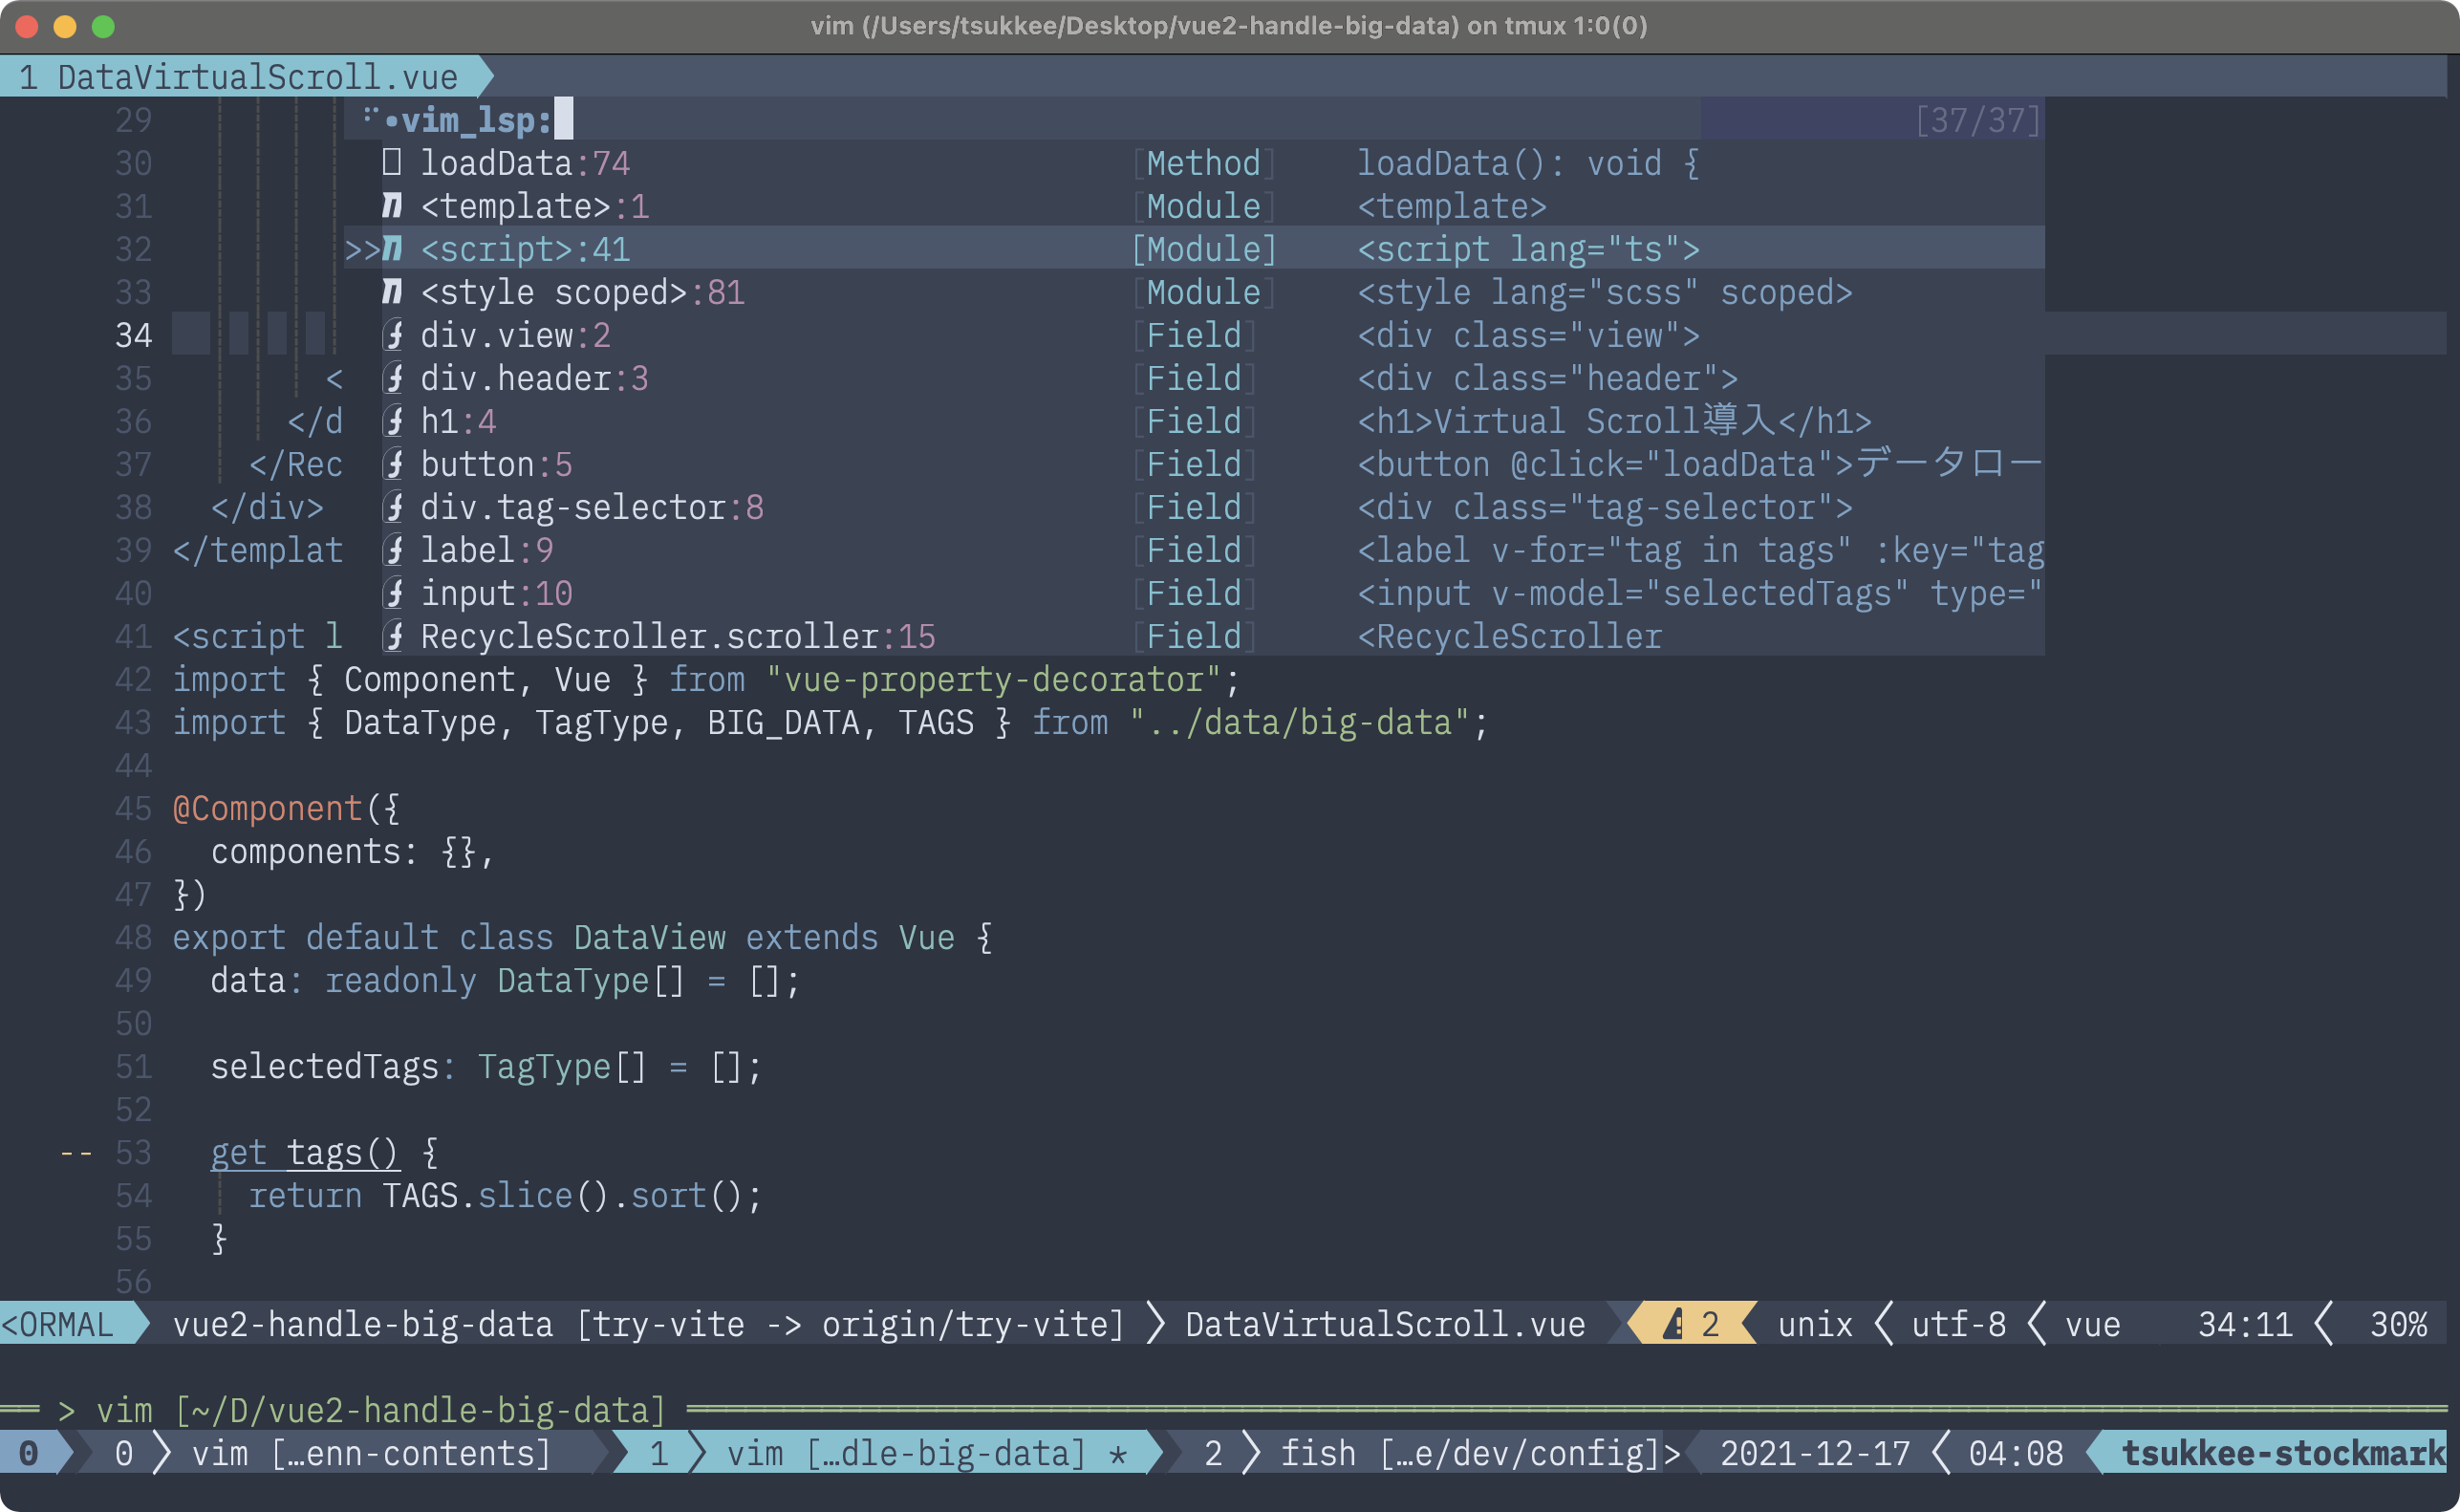 vim (/Users/tsukkee/Desktop/vue2-handle-big-data) on tmux 1:0(0)
1 DataVirtualScroll.vue
29 vim_lsp: [37/37]
30 loadData:74 [Method] loadData(): void {
31 <template>:1 [Module] <template>
32 >> <script>:41 [Module] <script lang="ts">
33 <style scoped>:81 [Module] <style lang="scss" scoped>
34 div.view:2 [Field] <div class="view">
35 < div.header:3 [Field] <div class="header">
36 </d h1:4 [Field] <h1>Virtual Scroll導入</h1>
37 </Rec button:5 [Field] <button @click="loadData">データロー
38 </div> div.tag-selector:8 [Field] <div class="tag-selector">
39 </templat label:9 [Field] <label v-for="tag in tags" :key="tag
40 input:10 [Field] <input v-model="selectedTags" type="
41 <script l RecycleScroller.scroller:15 [Field] <RecycleScroller
42 import { Component, Vue } from "vue-property-decorator";
43 import { DataType, TagType, BIG_DATA, TAGS } from "../data/big-data";
44
45 @Component({
46 components: {},
47 })
48 export default class DataView extends Vue {
49 data: readonly DataType[] = [];
50
51 selectedTags: TagType[] = [];
52
-- 53 get tags() {
54 return TAGS.slice().sort();
55 }
56
<ORMAL vue2-handle-big-data [try-vite -> origin/try-vite] DataVirtualScroll.vue 2 unix utf-8 vue 34:11 30%
== > vim [~/D/vue2-handle-big-data] ==
0 0 vim […enn-contents] 1 vim […dle-big-data] * 2 fish […e/dev/config]> 2021-12-17 04:08 tsukkee-stockmark